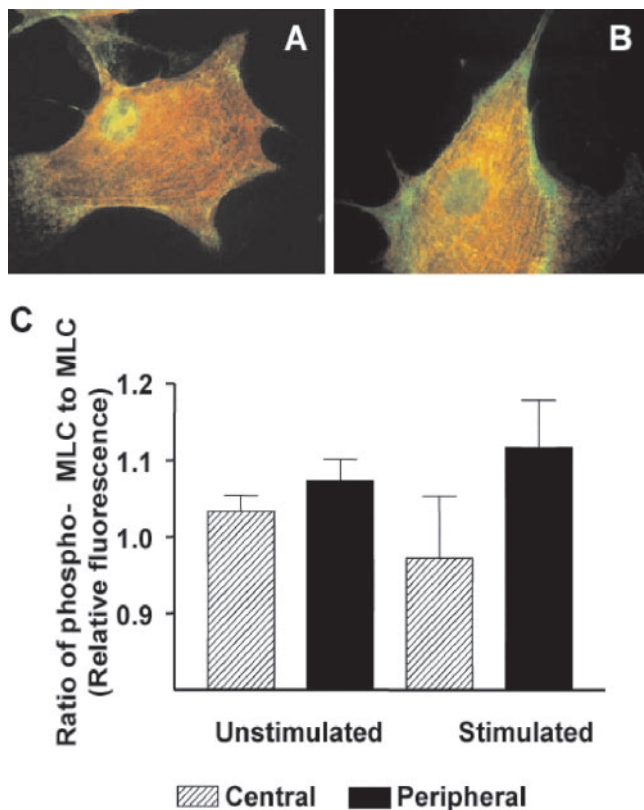 A
B
C
Ratio of phospho- MLC to MLC
(Relative fluorescence)
1.2
1.1
1.0
0.9
Unstimulated Stimulated
Central Peripheral